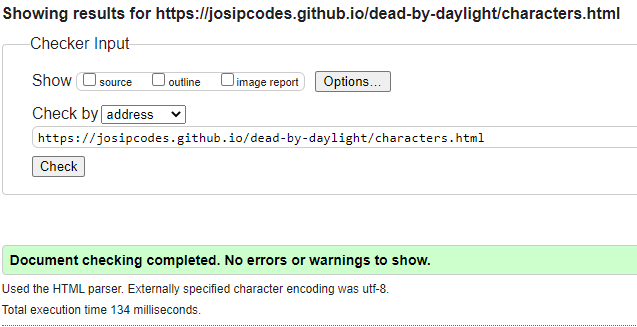 Showing results for https://josipcodes.github.io/dead-by-daylight/characters.html
Checker Input
Show source outline image report Options...
Check by address
https://josipcodes.github.io/dead-by-daylight/characters.html
Check
Document checking completed. No errors or warnings to show.
Used the HTML parser. Externally specified character encoding was utf-8.
Total execution time 134 milliseconds.